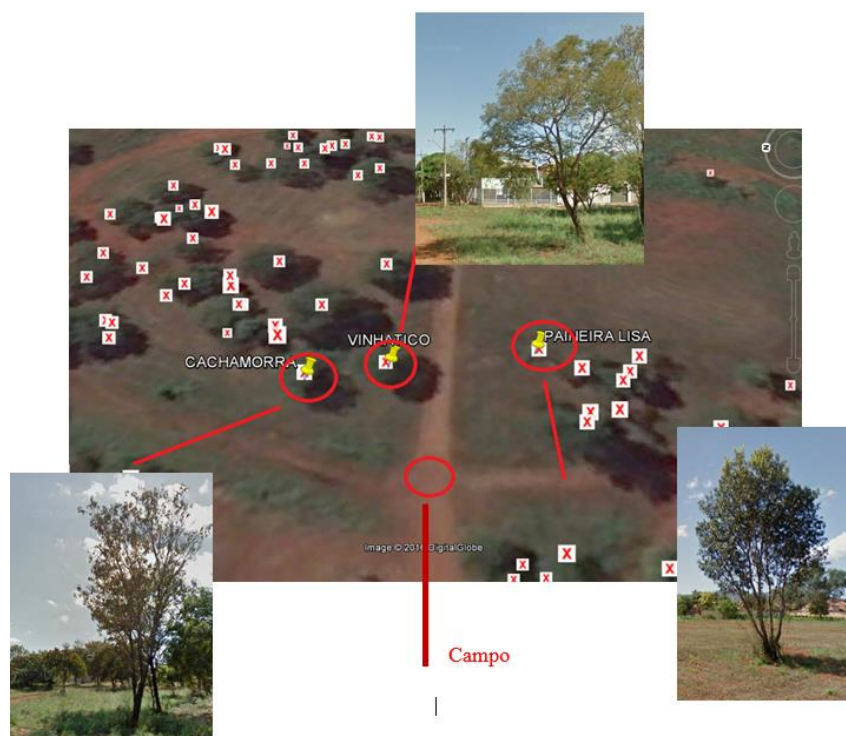 VINHATICO
PAINEIRA LISA
CACHAMORRA
Image © 2016 DigitalGlobe
Campo